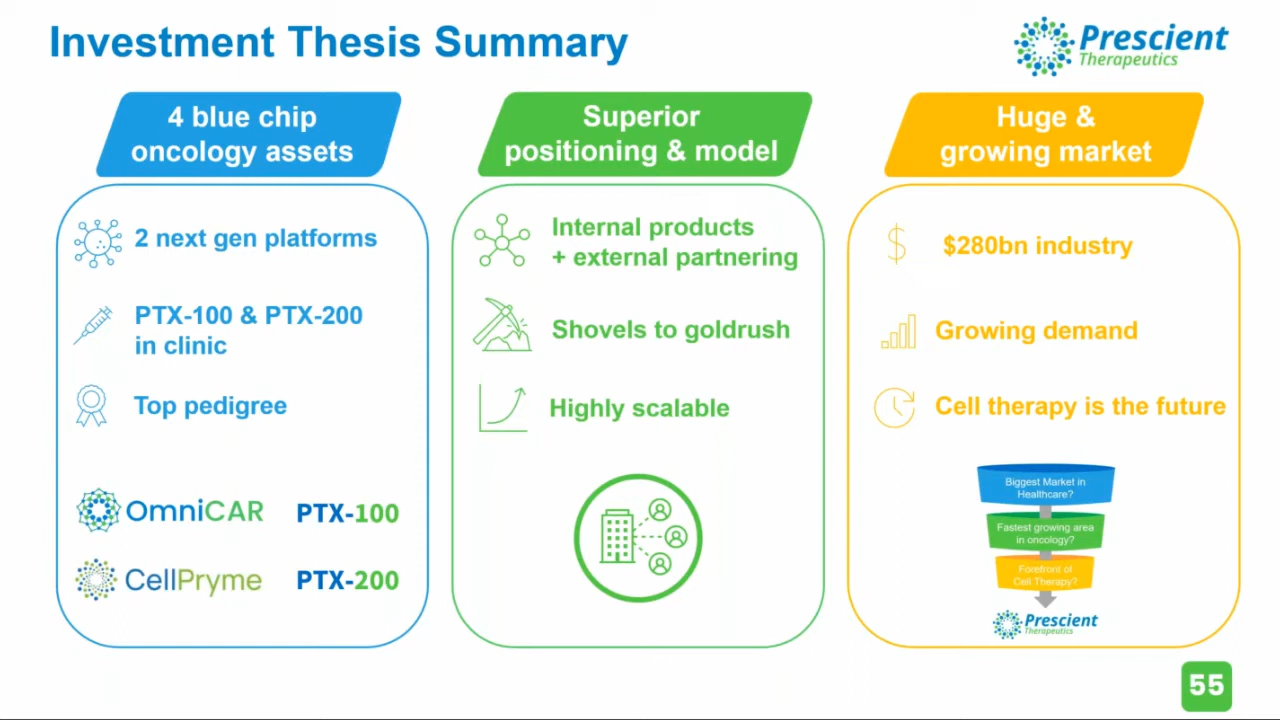 Investment Thesis Summary
Prescient
Therapeutics
4 blue chip
oncology assets
2 next gen platforms
PTX-100 & PTX-200
in clinic
Top pedigree
OmniCAR
PTX-100
CellPryme
PTX-200
Superior
positioning & model
Internal products
+ external partnering
Shovels to goldrush
Highly scalable
Huge &
growing market
$ $280bn industry
Growing demand
Cell therapy is the future
Biggest Market in
Healthcare?
Fastest growing area
in oncology?
Forefront of
Cell Therapy?
Prescient
Therapeutics
55